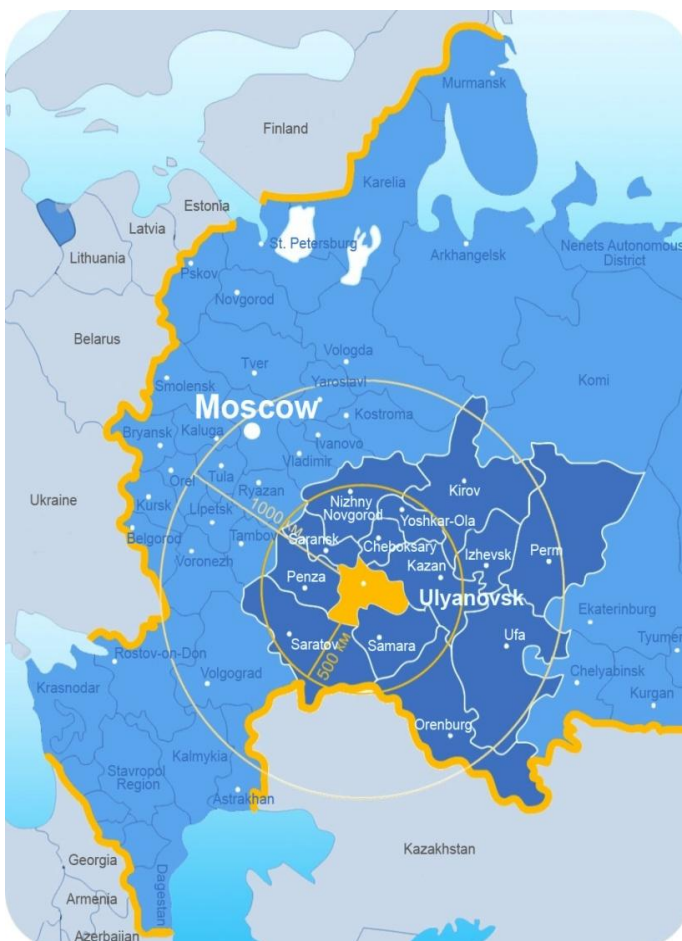 Murmansk
Finland
Karelia
Estonia
St. Petersburg
Arkhangelsk
Nenets Autonomous
District
Latvia
Lithuania
Pskov
Novgorod
Belarus
Vologda
Tver
Yaroslavl
Komi
Smolensk
Moscow
Kostroma
Bryansk
Kaluga
Ivanovo
Vladimir
Orel
Tula
Ryazan
Kirov
Nizhny
Novgorod
Ukraine
Kursk
Lipetsk
1000 км
Yoshkar-Ola
Belgorod
Tambov
Saransk
Cheboksary
Voronezh
Izhevsk
Perm
Kazan
Penza
Ulyanovsk
Ekaterinburg
Saratov
Samara
Ufa
Tyumen
Rostov-on-Don
500 км
Volgograd
Chelyabinsk
Krasnodar
Kurgan
Orenburg
Kalmykia
Stavropol
Region
Astrakhan
Kazakhstan
Georgia
Dagestan
Armenia
Azerbaijan